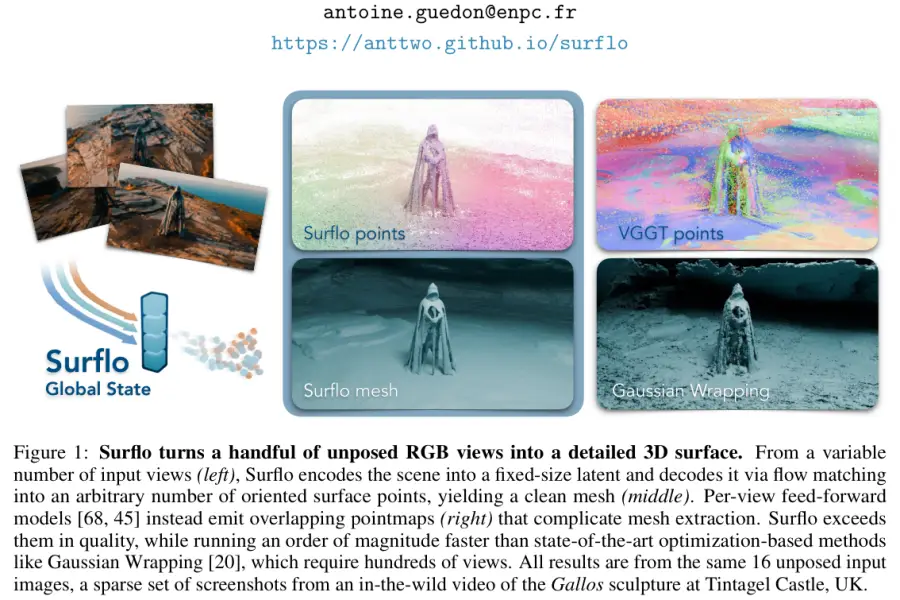 antoine.guedon@enpc.fr
https://anttwo.github.io/surflo
Surflo points
VGGT points
Surflo
Global State
Surflo mesh
Gaussian Wrapping
Figure 1: Surflo turns a handful of unposed RGB views into a detailed 3D surface. From a variable
number of input views (left), Surflo encodes the scene into a fixed-size latent and decodes it via flow matching
into an arbitrary number of oriented surface points, yielding a clean mesh (middle). Per-view feed-forward
models [68, 45] instead emit overlapping pointmaps (right) that complicate mesh extraction. Surflo exceeds
them in quality, while running an order of magnitude faster than state-of-the-art optimization-based methods
like Gaussian Wrapping [20], which require hundreds of views. All results are from the same 16 unposed input
images, a sparse set of screenshots from an in-the-wild video of the Gallos sculpture at Tintagel Castle, UK.